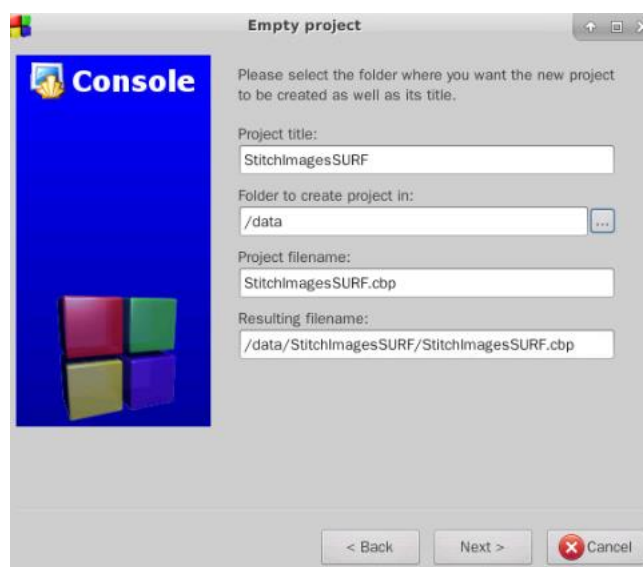 Empty project
Console
Please select the folder where you want the new project
to be created as well as its title.
Project title:
StitchImagesSURF
Folder to create project in:
/data
...
Project filename:
StitchImagesSURF.cbp
Resulting filename:
/data/StitchImagesSURF/StitchImagesSURF.cbp
< Back
Next >
Cancel